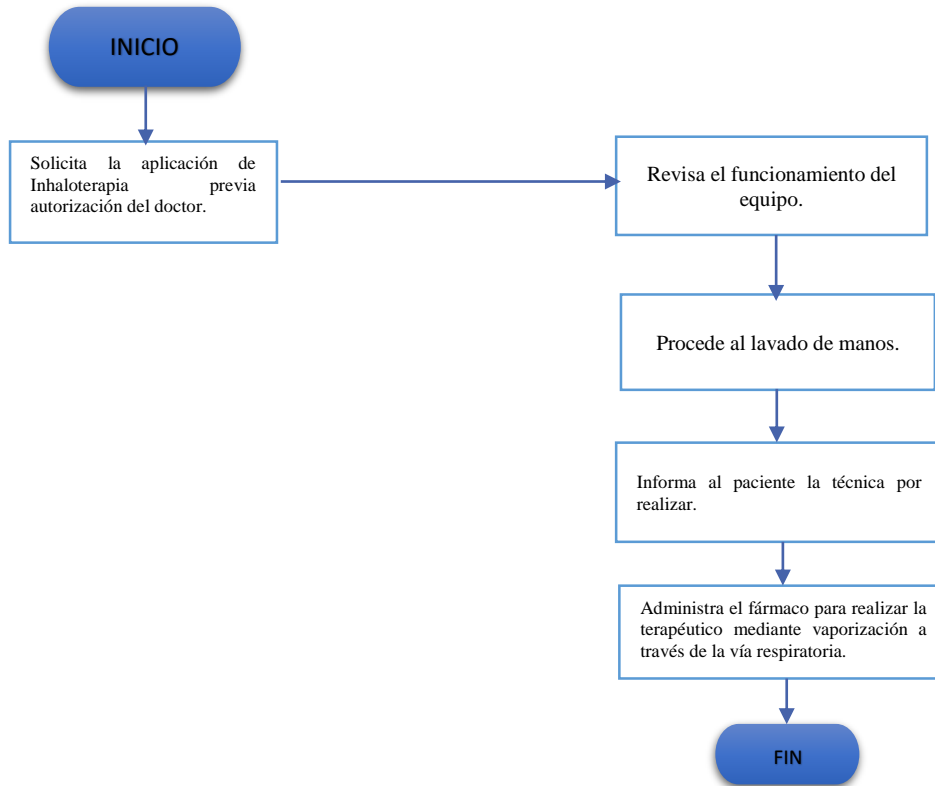 INICIO
Solicita la aplicación de
Inhaloterapia previa
autorización del doctor.
Revisa el funcionamiento del
equipo.
Procede al lavado de manos.
Informa al paciente la técnica por
realizar.
Administra el fármaco para realizar la
terapéutico mediante vaporización a
través de la vía respiratoria.
FIN